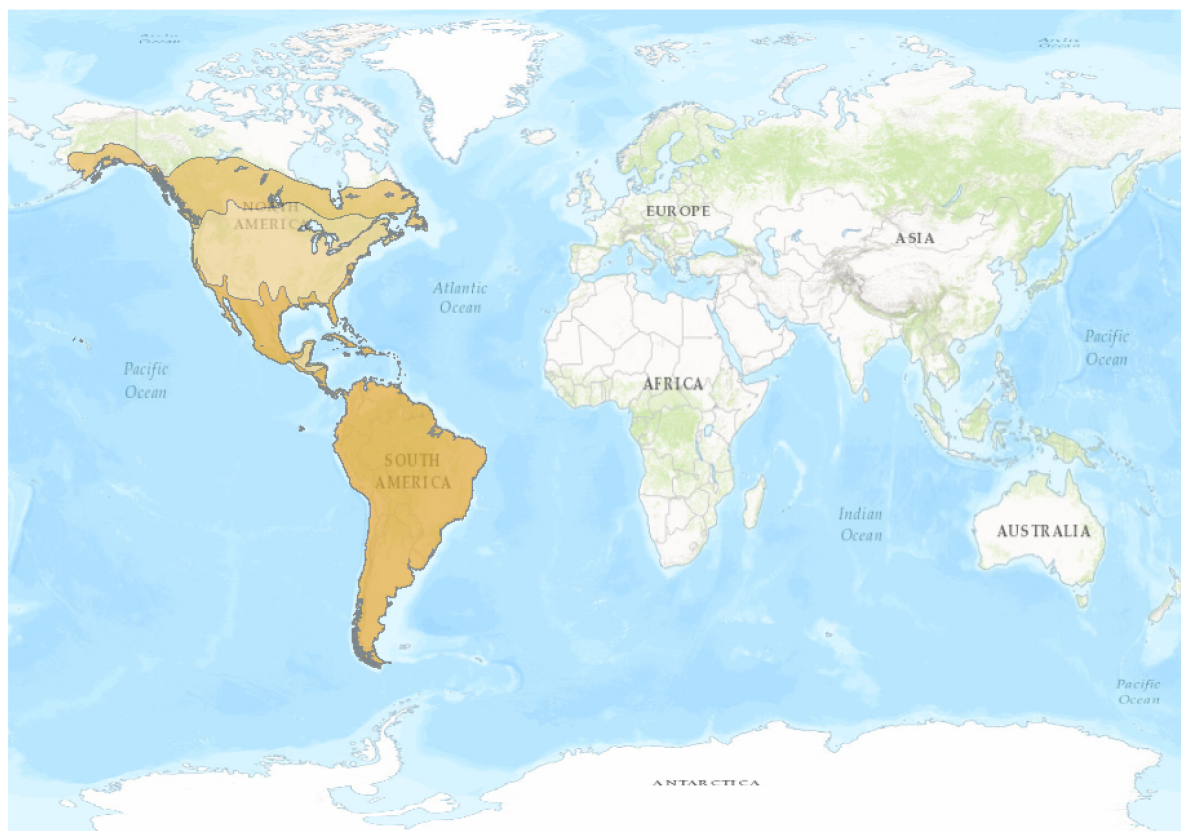 Arctic
Ocean
Arctic
Ocean
NORTH
AMERICA
EUROPE
ASIA
Atlantic
Ocean
Pacific
Ocean
Pacific
Ocean
AFRICA
SOUTH
AMERICA
Indian
Ocean
AUSTRALIA
Pacific
Ocean
ANTARCTICA